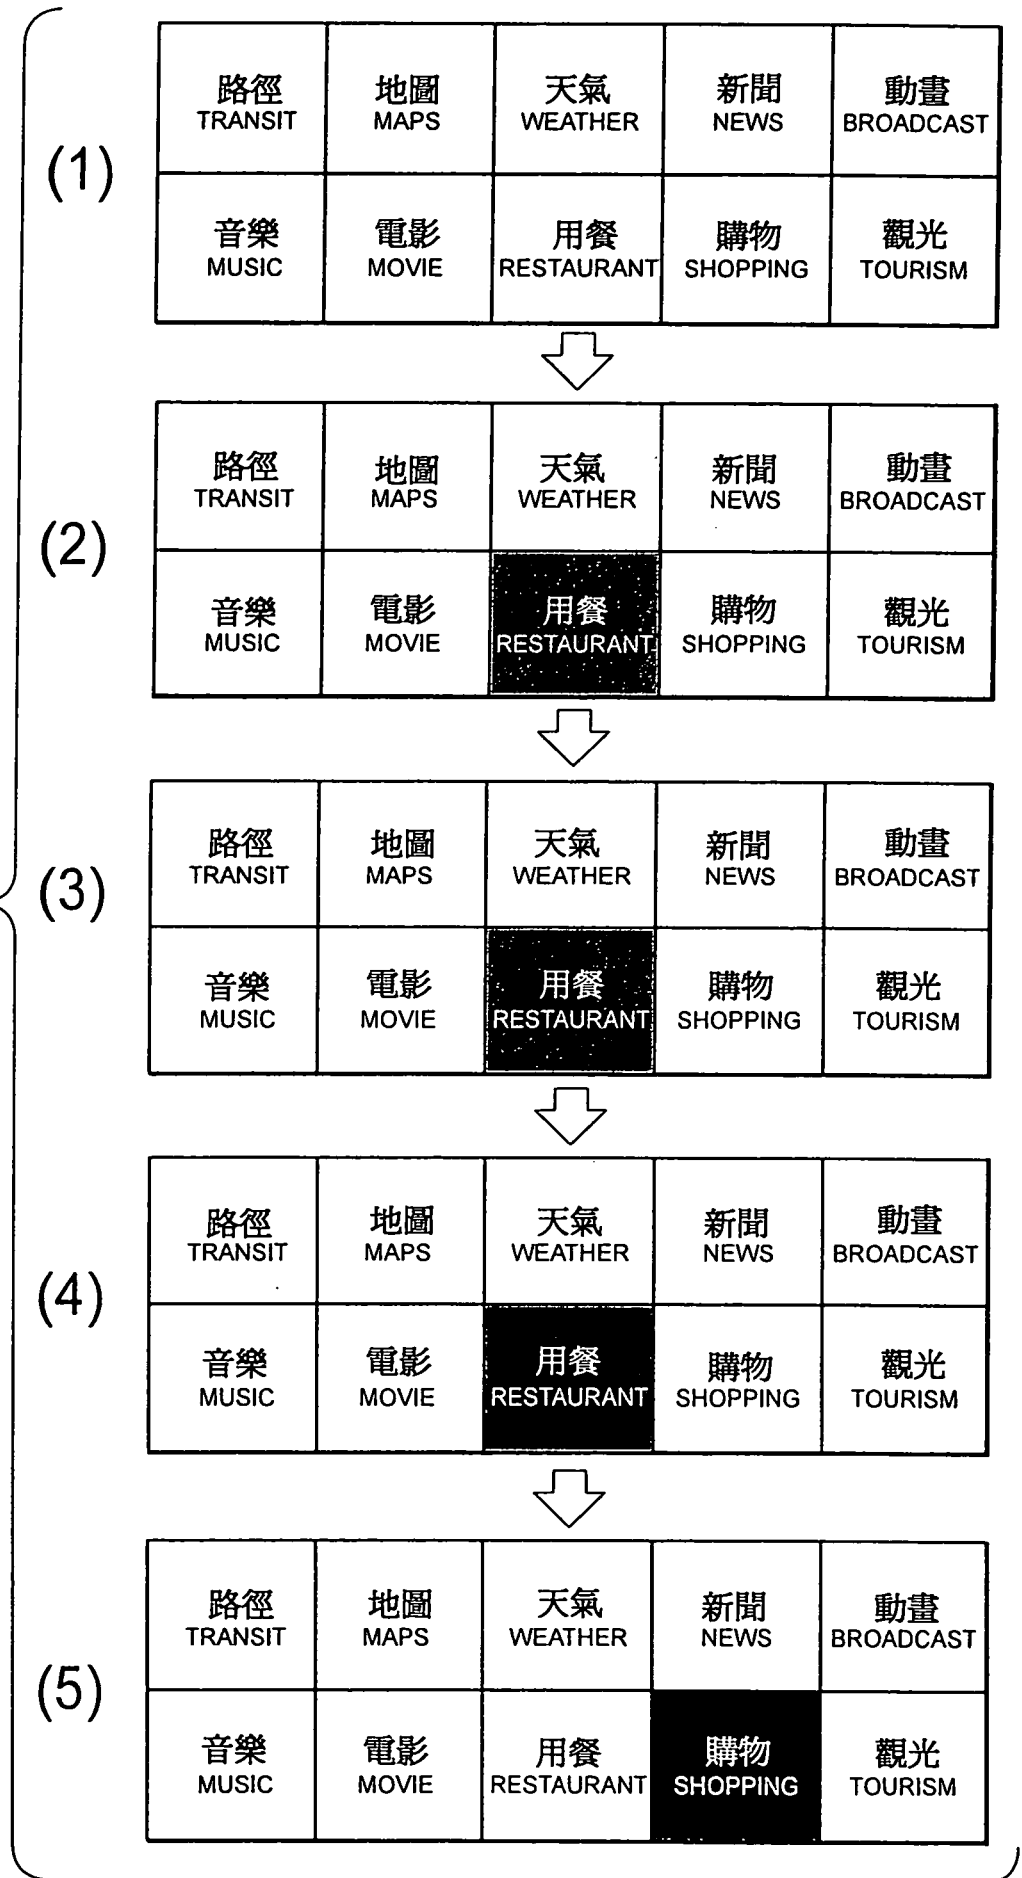 (1)
路徑 地圖 天氣 新聞 動畫
TRANSIT MAPS WEATHER NEWS BROADCAST
音樂 電影 用餐 購物 觀光
MUSIC MOVIE RESTAURANT SHOPPING TOURISM
(2)
路徑 地圖 天氣 新聞 動畫
TRANSIT MAPS WEATHER NEWS BROADCAST
音樂 電影 用餐 購物 觀光
MUSIC MOVIE RESTAURANT SHOPPING TOURISM
(3)
路徑 地圖 天氣 新聞 動畫
TRANSIT MAPS WEATHER NEWS BROADCAST
音樂 電影 用餐 購物 觀光
MUSIC MOVIE RESTAURANT SHOPPING TOURISM
(4)
路徑 地圖 天氣 新聞 動畫
TRANSIT MAPS WEATHER NEWS BROADCAST
音樂 電影 用餐 購物 觀光
MUSIC MOVIE RESTAURANT SHOPPING TOURISM
(5)
路徑 地圖 天氣 新聞 動畫
TRANSIT MAPS WEATHER NEWS BROADCAST
音樂 電影 用餐 購物 觀光
MUSIC MOVIE RESTAURANT SHOPPING TOURISM